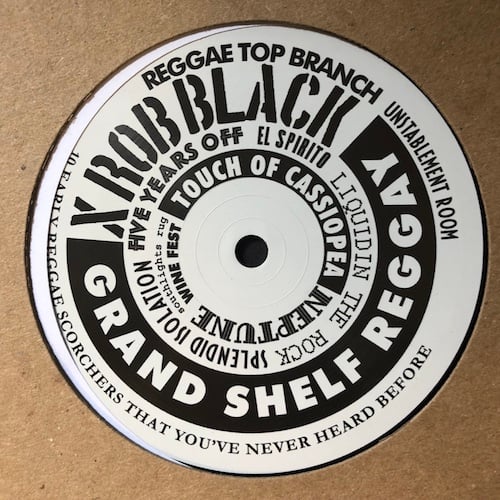 REGGAE TOP BRANCH
X ROB BLACK
UNSTABLEMENT ROOM
FIVE YEARS OFF
EL SPIRITO
LIQUIDIN THE ROCK
TOUCH OF CASSIOPEA
NEPTUNE
WINE FEST
southlights rug
SPLENDID ISOLATION
GRAND SHELF REGGAY
10 EARLY REGGAE SCORCHERS THAT YOU'VE NEVER HEARD BEFORE